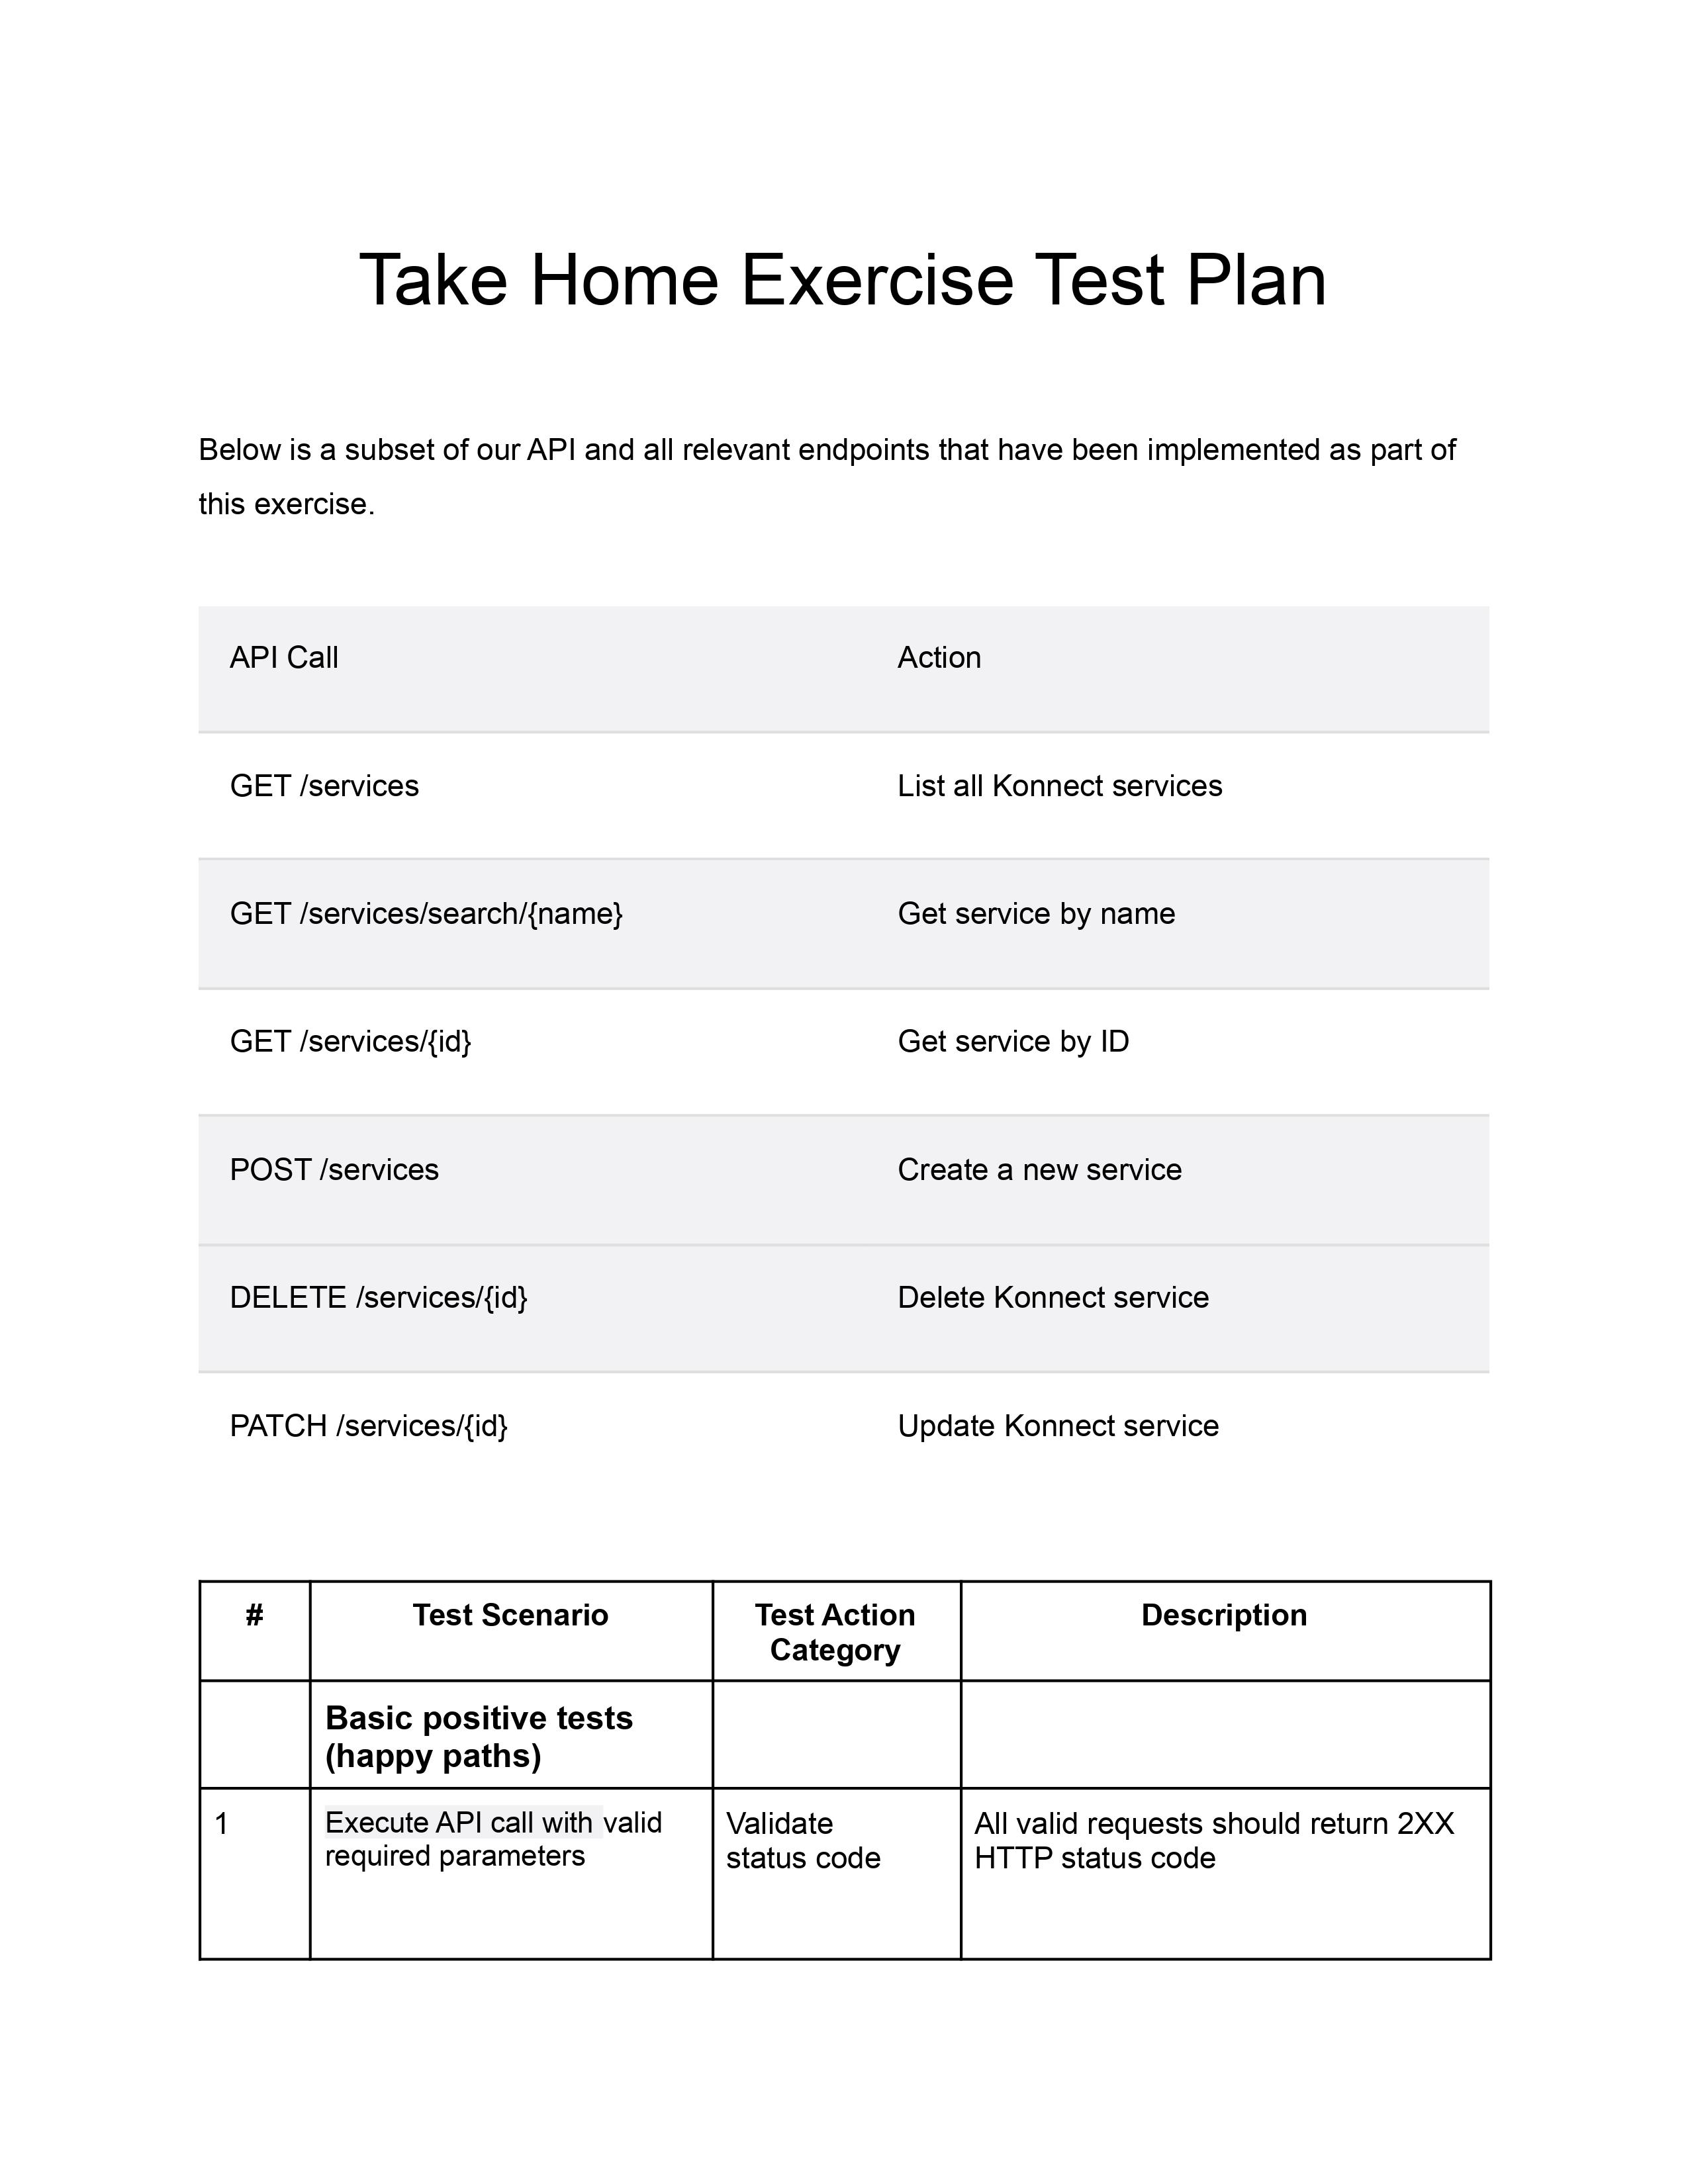 Take Home Exercise Test Plan
Below is a subset of our API and all relevant endpoints that have been implemented as part of
this exercise.
API Call Action
GET /services List all Konnect services
GET /services/search/{name} Get service by name
GET /services/{id} Get service by ID
POST /services Create a new service
DELETE /services/{id} Delete Konnect service
PATCH /services/{id} Update Konnect service
# Test Scenario Test Action Category Description
Basic positive tests
(happy paths)
1 Execute API call with valid required parameters Validate status code All valid requests should return 2XX HTTP status code